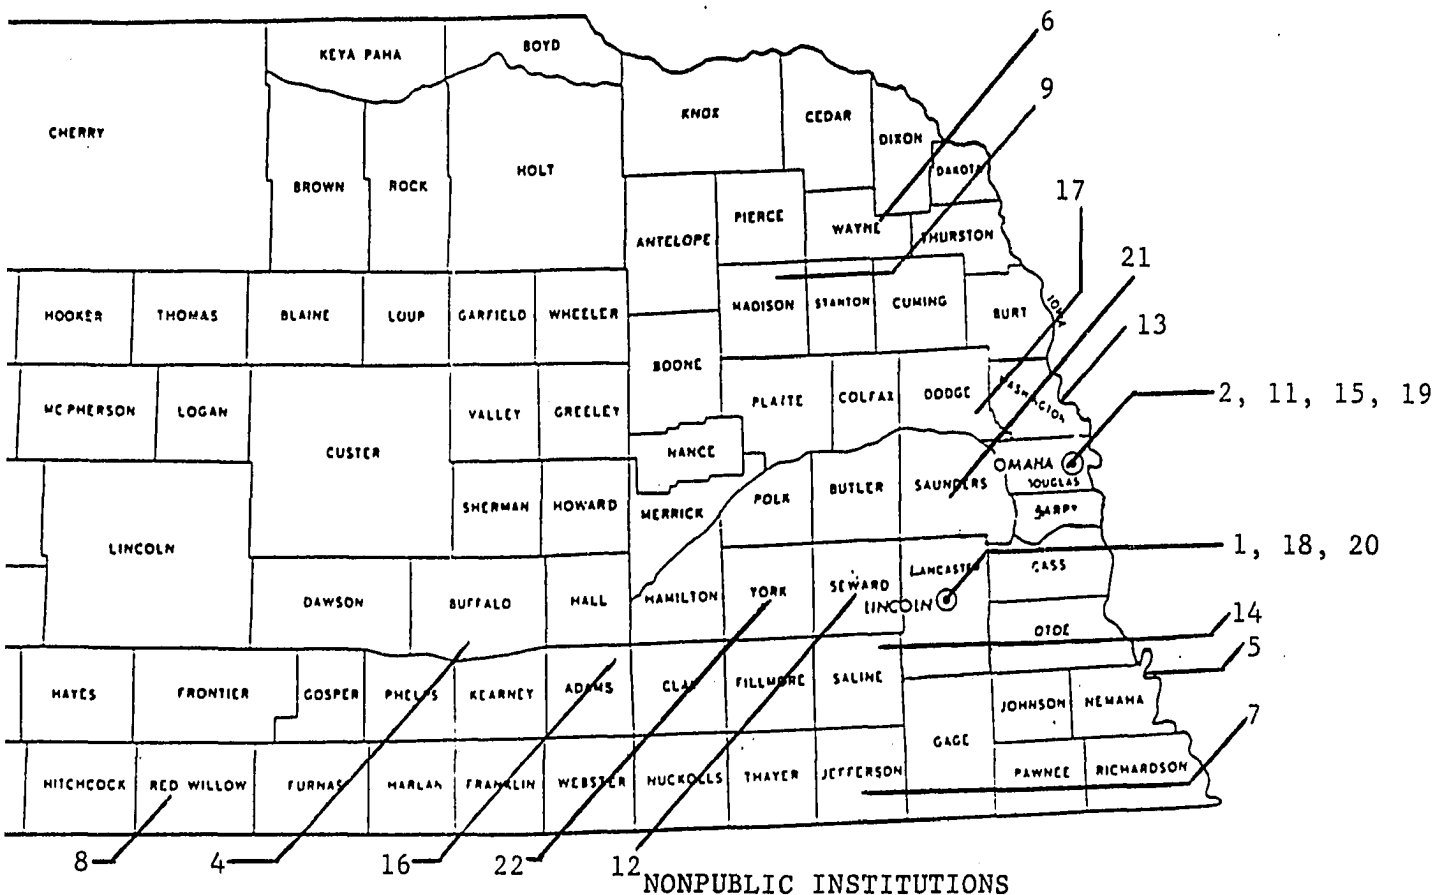 6
KEYA PAHA BOYD
9
KNOX CEDAR
CHERRY
DIXON
HOLT DAKOTA
BROWN ROCK
17
PIERCE
WAYNE
ANTELOPE THURSTON
21
MADISON STANTON CUMING
HOOKER THOMAS BLAINE LOUP GARFIELD WHEELER BURT
IOWA
13
BOONE
2, 11, 15, 19
MCPHERSON LOGAN VALLEY GREELEY PLATTE COLFAX DODGE WASHINGTON
CUSTER NANCE
OMAHA
DOUGLAS
SHERMAN HOWARD MERRICK POLK BUTLER SAUNDERS
SARPY
LINCOLN
1, 18, 20
LANCASTER CASS
DAWSON BUFFALO HALL HAMILTON YORK SEWARD
LINCOLN
14
OTOE
5
HAYES FRONTIER GOSPER PHELPS KEARNEY ADAMS CLAY FILLMORE SALINE
JOHNSON NEMAHA
7
GAGE
HITCHCOCK RED WILLOW FURNAS HARLAN FRANKLIN WEBSTER NUCKOLLS THAYER JEFFERSON PAWNEE RICHARDSON
8 4 16 22 12
NONPUBLIC INSTITUTIONS